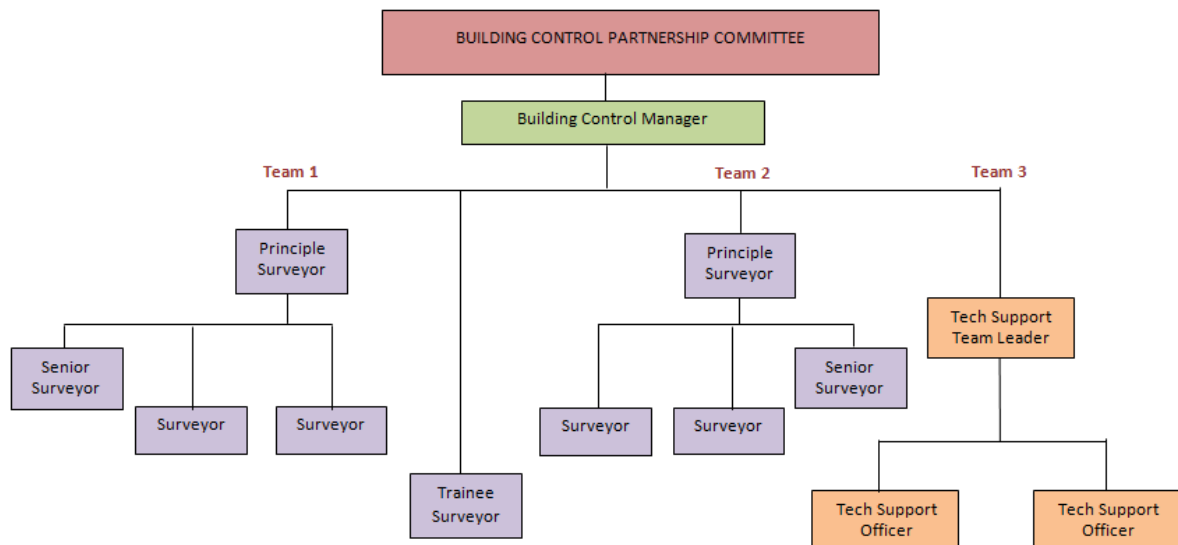 BUILDING CONTROL PARTNERSHIP COMMITTEE
Building Control Manager
Team 1
Team 2
Team 3
Principle
Surveyor
Principle
Surveyor
Tech Support
Team Leader
Senior
Surveyor
Surveyor
Surveyor
Surveyor
Surveyor
Senior
Surveyor
Trainee
Surveyor
Tech Support
Officer
Tech Support
Officer